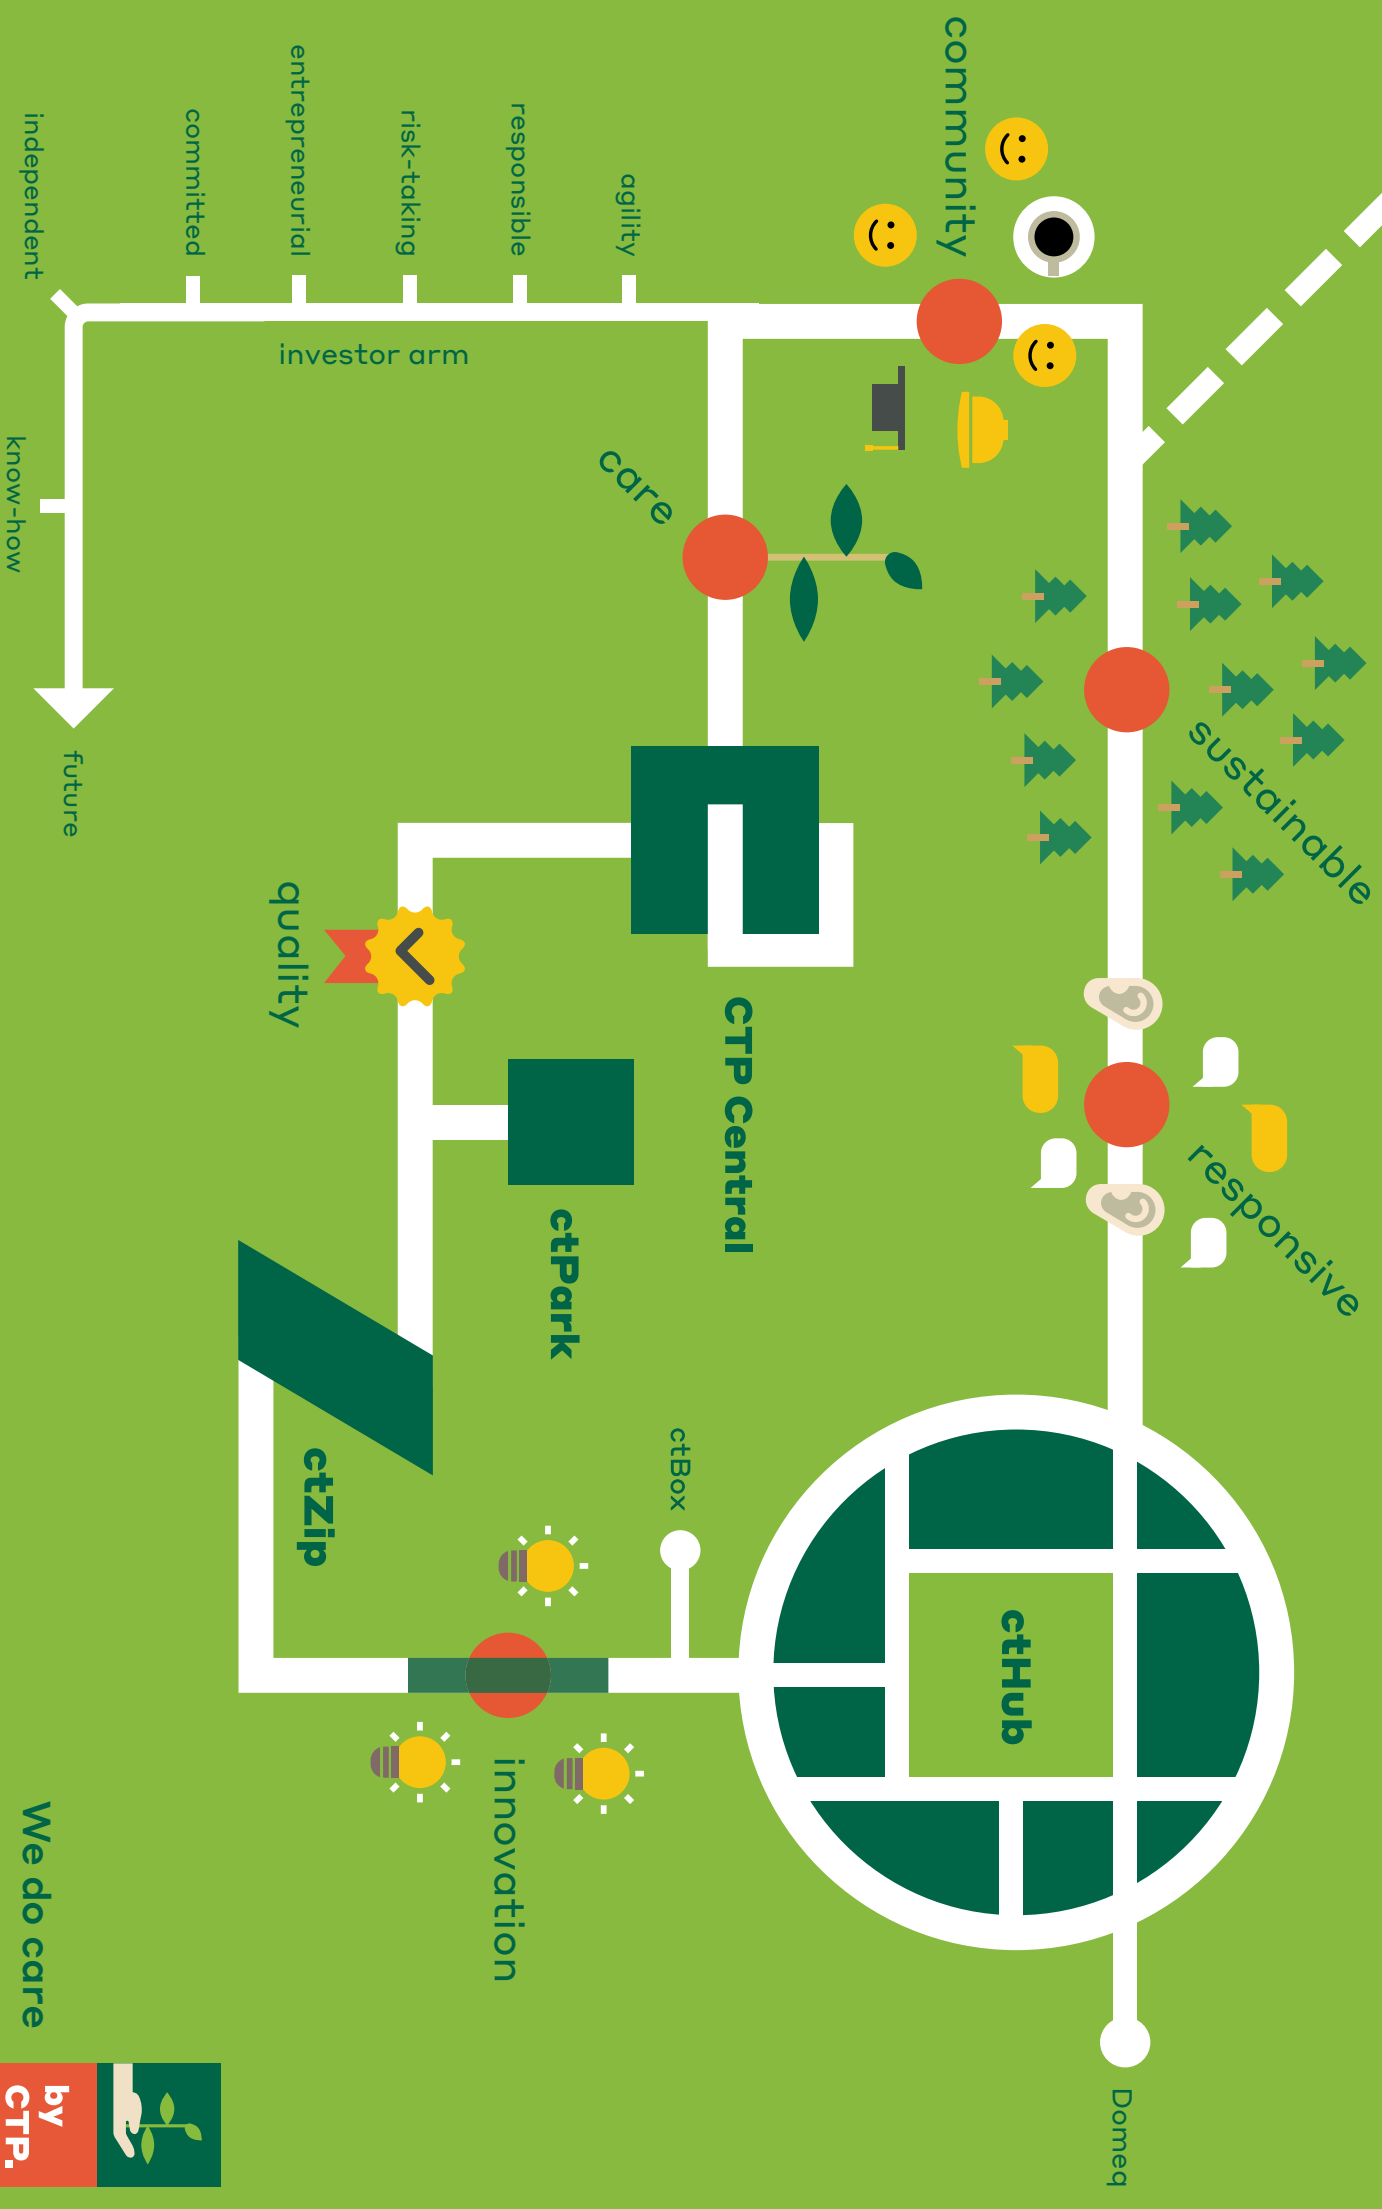 sustainable
responsive
Domeq
ctHub
community
CTP Central
care
ctBox
agility
ctPark
responsible
innovation
risk-taking
investor arm
entrepreneurial
quality
ctZip
committed
future
independent
know-how
We do care
by
CTP.